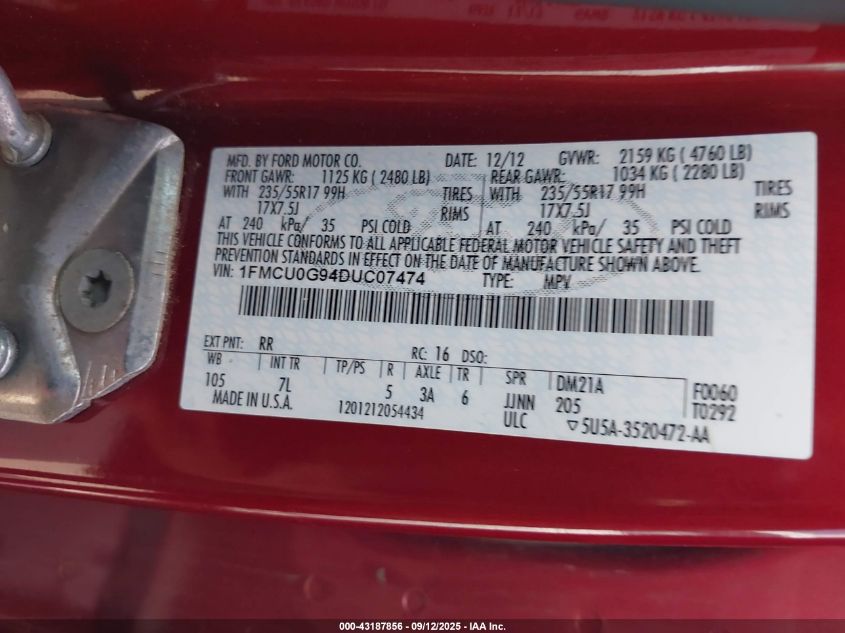 MFD. BY FORD MOTOR CO. DATE: 12/12 GVWR: 2159 KG ( 4760 LB)
FRONT GAWR: 1125 KG ( 2480 LB) REAR GAWR: 1034 KG ( 2280 LB)
WITH 235/55R17 99H TIRES WITH 235/55R17 99H TIRES
17X7.5J RIMS 17X7.5J RIMS
AT 240 kPa/ 35 PSI COLD AT 240 kPa/ 35 PSI COLD
THIS VEHICLE CONFORMS TO ALL APPLICABLE FEDERAL MOTOR VEHICLE SAFETY AND THEFT
PREVENTION STANDARDS IN EFFECT ON THE DATE OF MANUFACTURE SHOWN ABOVE.
VIN: 1FMCU0G94DUC07474 TYPE: MPV
EXT PNT: RR RC: 16 DSO:
WB INT TR TP/PS R AXLE TR SPR DM21A F0060
105 7L 5 3A 6 JJNN 205 T0292
MADE IN U.S.A. 1201212054434 ULC ▽5U5A-3520472-AA
000-43187856 - 09/12/2025 - IAA Inc.